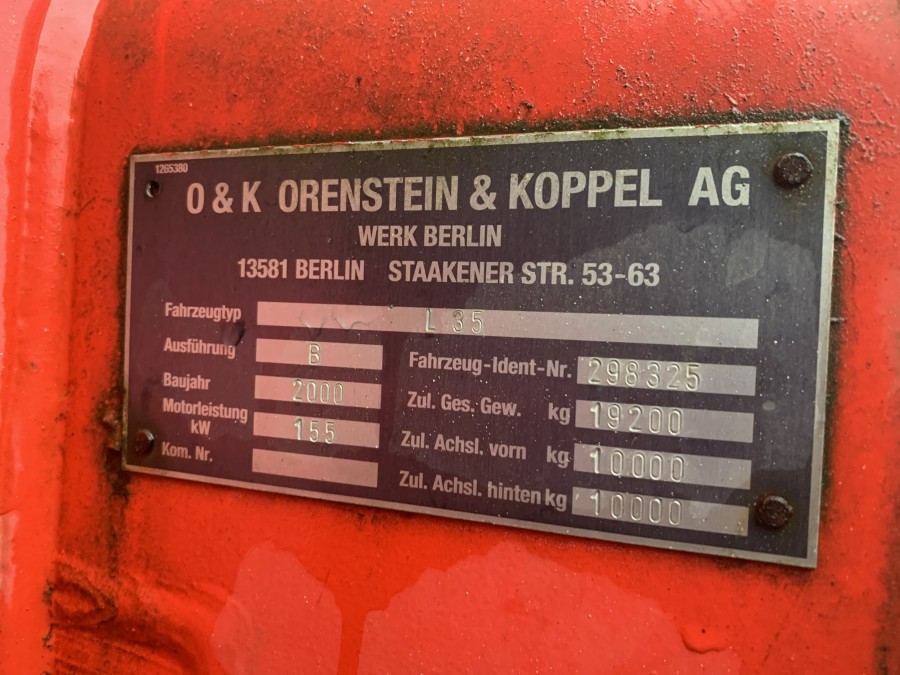 1265380
O & K ORENSTEIN & KOPPEL AG
WERK BERLIN
13581 BERLIN STAAKENER STR. 53-63
Fahrzeugtyp L 35
Ausführung B
Baujahr 2000
Motorleistung kW 155
Kom. Nr.
Fahrzeug-Ident-Nr. 298325
Zul. Ges. Gew. kg 19200
Zul. Achsl. vorn kg 10000
Zul. Achsl. hinten kg 10000